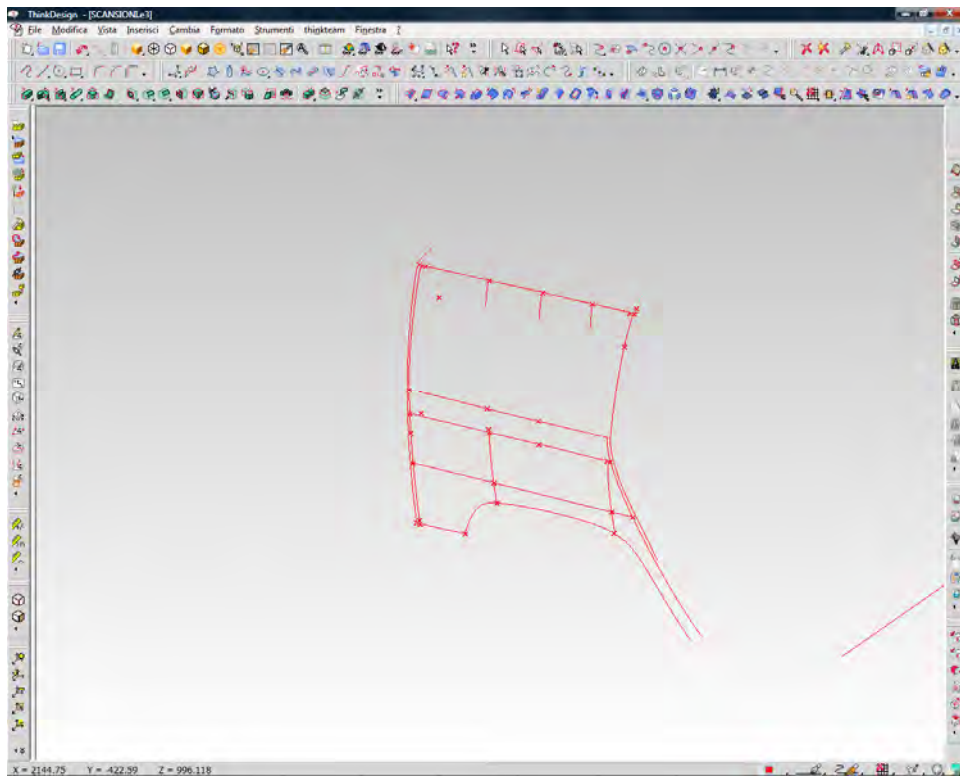 ThinkDesign - [SCANSIONLe3]
File Modifica Vista Inserisci Cambia Formato Strumenti thinkteam Finestra ?
X = 2144.75 Y = -422.59 Z = 996.118